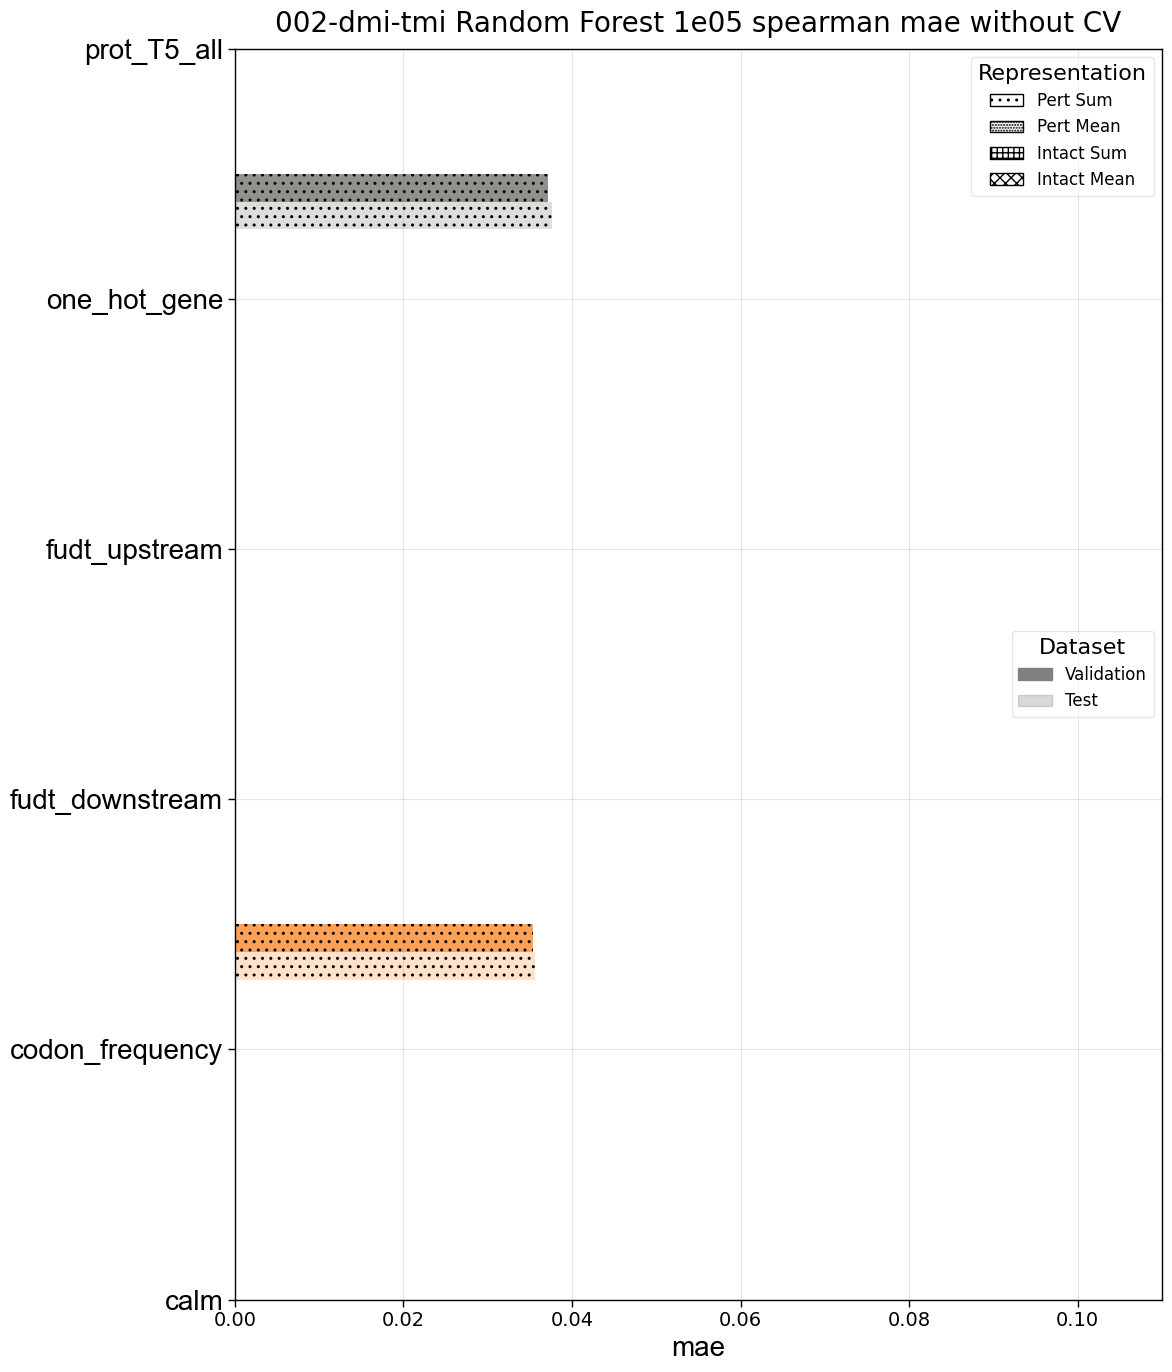 002-dmi-tmi Random Forest 1e05 spearman mae without CV
prot_T5_all
one_hot_gene
fudt_upstream
fudt_downstream
codon_frequency
calm
Representation
Pert Sum
Pert Mean
Intact Sum
Intact Mean
Dataset
Validation
Test
0.00 0.02 0.04 0.06 0.08 0.10
mae